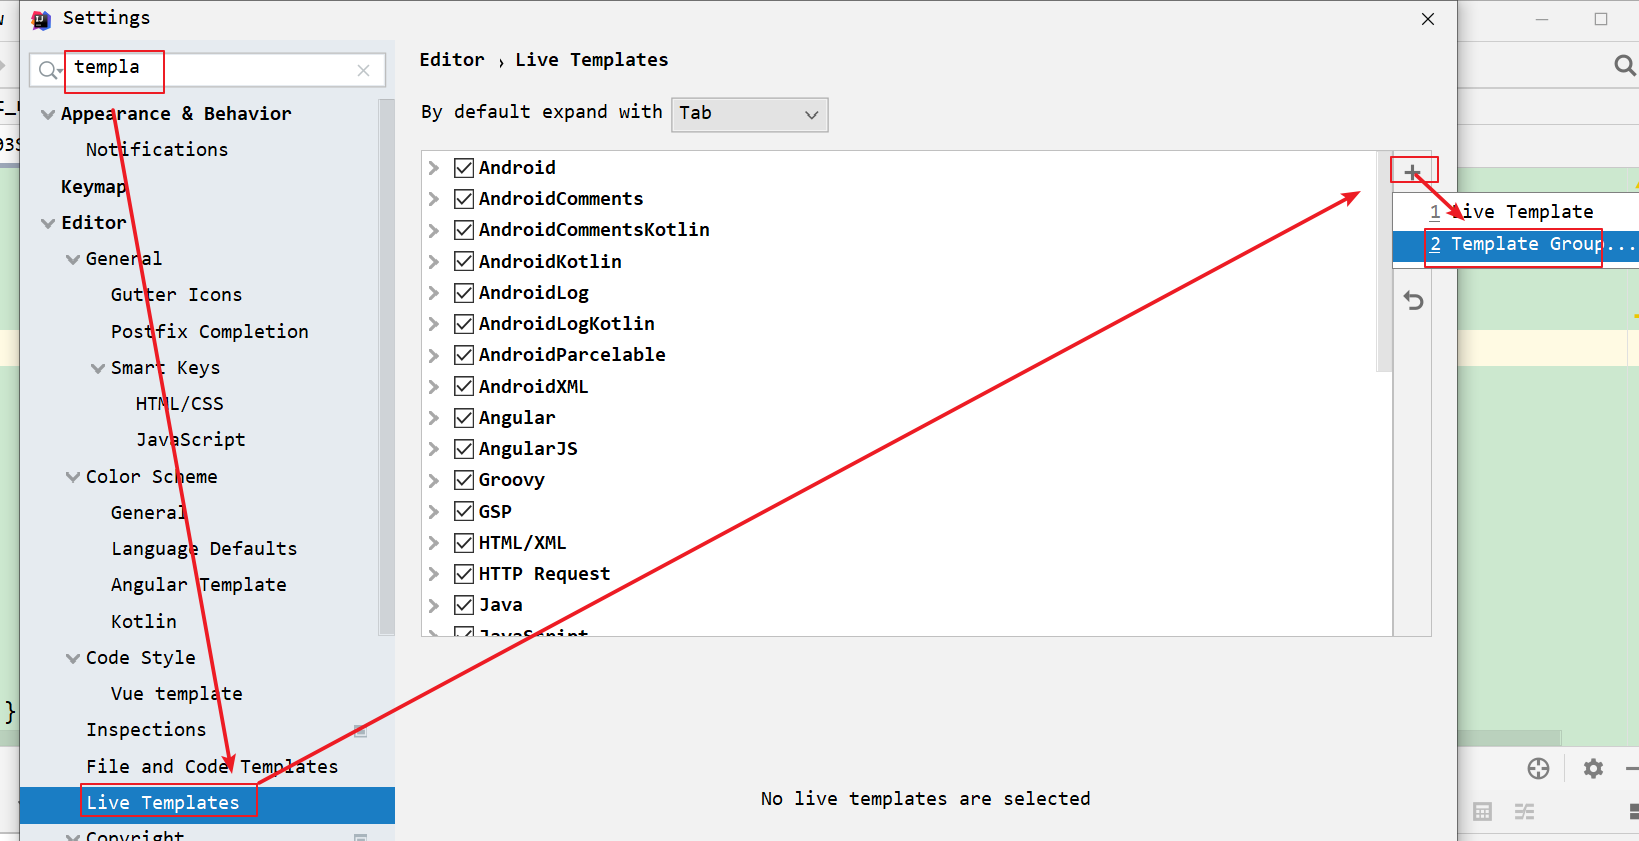 Settings
templa
Appearance & Behavior
Notifications
Keymap
Editor
General
Gutter Icons
Postfix Completion
Smart Keys
HTML/CSS
JavaScript
Color Scheme
General
Language Defaults
Angular Template
Kotlin
Code Style
Vue template
Inspections
File and Code Templates
Live Templates
Copyright
Editor › Live Templates
By default expand with Tab
Android
AndroidComments
AndroidCommentsKotlin
AndroidKotlin
AndroidLog
AndroidLogKotlin
AndroidParcelable
AndroidXML
Angular
AngularJS
Groovy
GSP
HTML/XML
HTTP Request
Java
JavaScript
1 Live Template
2 Template Group...
No live templates are selected
}